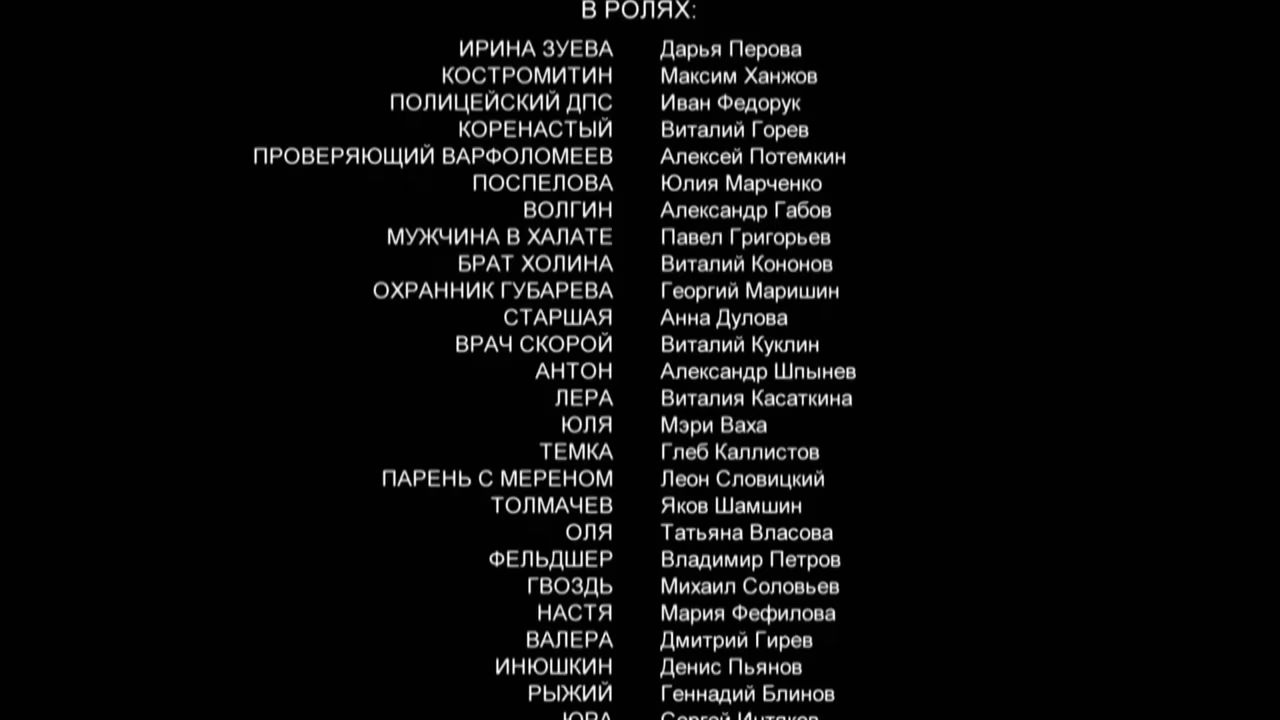 В РОЛЯХ:
ИРИНА ЗУЕВА Дарья Перова
КОСТРОМИТИН Максим Ханжов
ПОЛИЦЕЙСКИЙ ДПС Иван Федорук
КОРЕНАСТЫЙ Виталий Горев
ПРОВЕРЯЮЩИЙ ВАРФОЛОМЕЕВ Алексей Потемкин
ПОСПЕЛОВА Юлия Марченко
ВОЛГИН Александр Габов
МУЖЧИНА В ХАЛАТЕ Павел Григорьев
БРАТ ХОЛИНА Виталий Кононов
ОХРАННИК ГУБАРЕВА Георгий Маришин
СТАРШАЯ Анна Дулова
ВРАЧ СКОРОЙ Виталий Куклин
АНТОН Александр Шпынев
ЛЕРА Виталия Касаткина
ЮЛЯ Мэри Ваха
ТЕМКА Глеб Каллистов
ПАРЕНЬ С МЕРЕНОМ Леон Словицкий
ТОЛМАЧЕВ Яков Шамшин
ОЛЯ Татьяна Власова
ФЕЛЬДШЕР Владимир Петров
ГВОЗДЬ Михаил Соловьев
НАСТЯ Мария Фефилова
ВАЛЕРА Дмитрий Гирев
ИНЮШКИН Денис Пьянов
РЫЖИЙ Геннадий Блинов
ЮРА Сергей